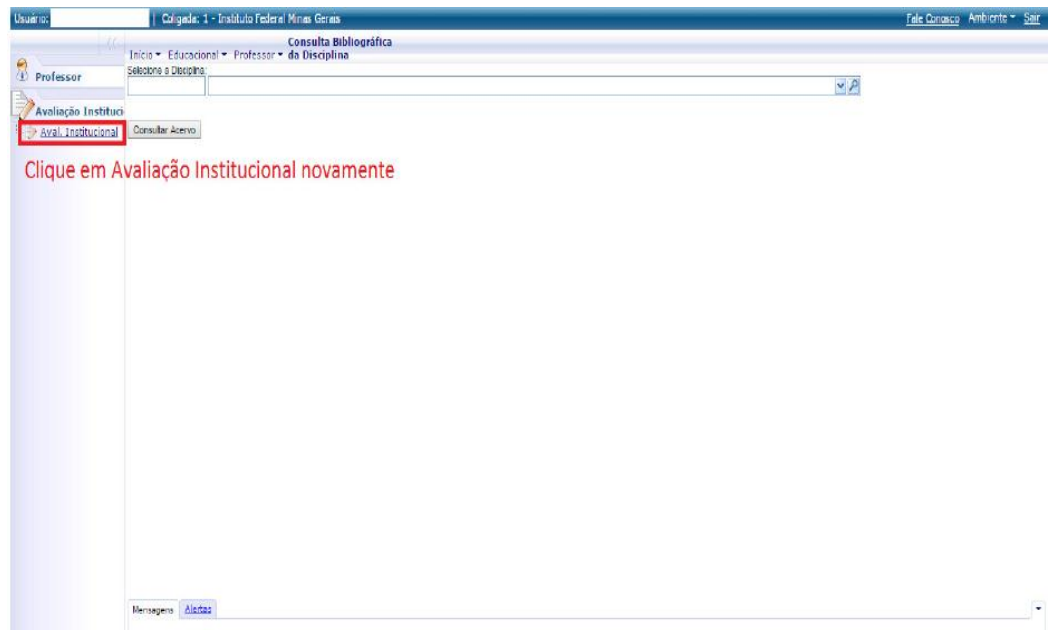 Usuário: | Coligada: 1 - Instituto Federal Minas Gerais Fale Conosco Ambiente Sair
Consulta Bibliográfica
Início Educacional Professor da Disciplina
Selecione a Disciplina:
Professor
Avaliação Instituci
Aval. Institucional Consultar Acervo
Clique em Avaliação Institucional novamente
Mensagens Alertas